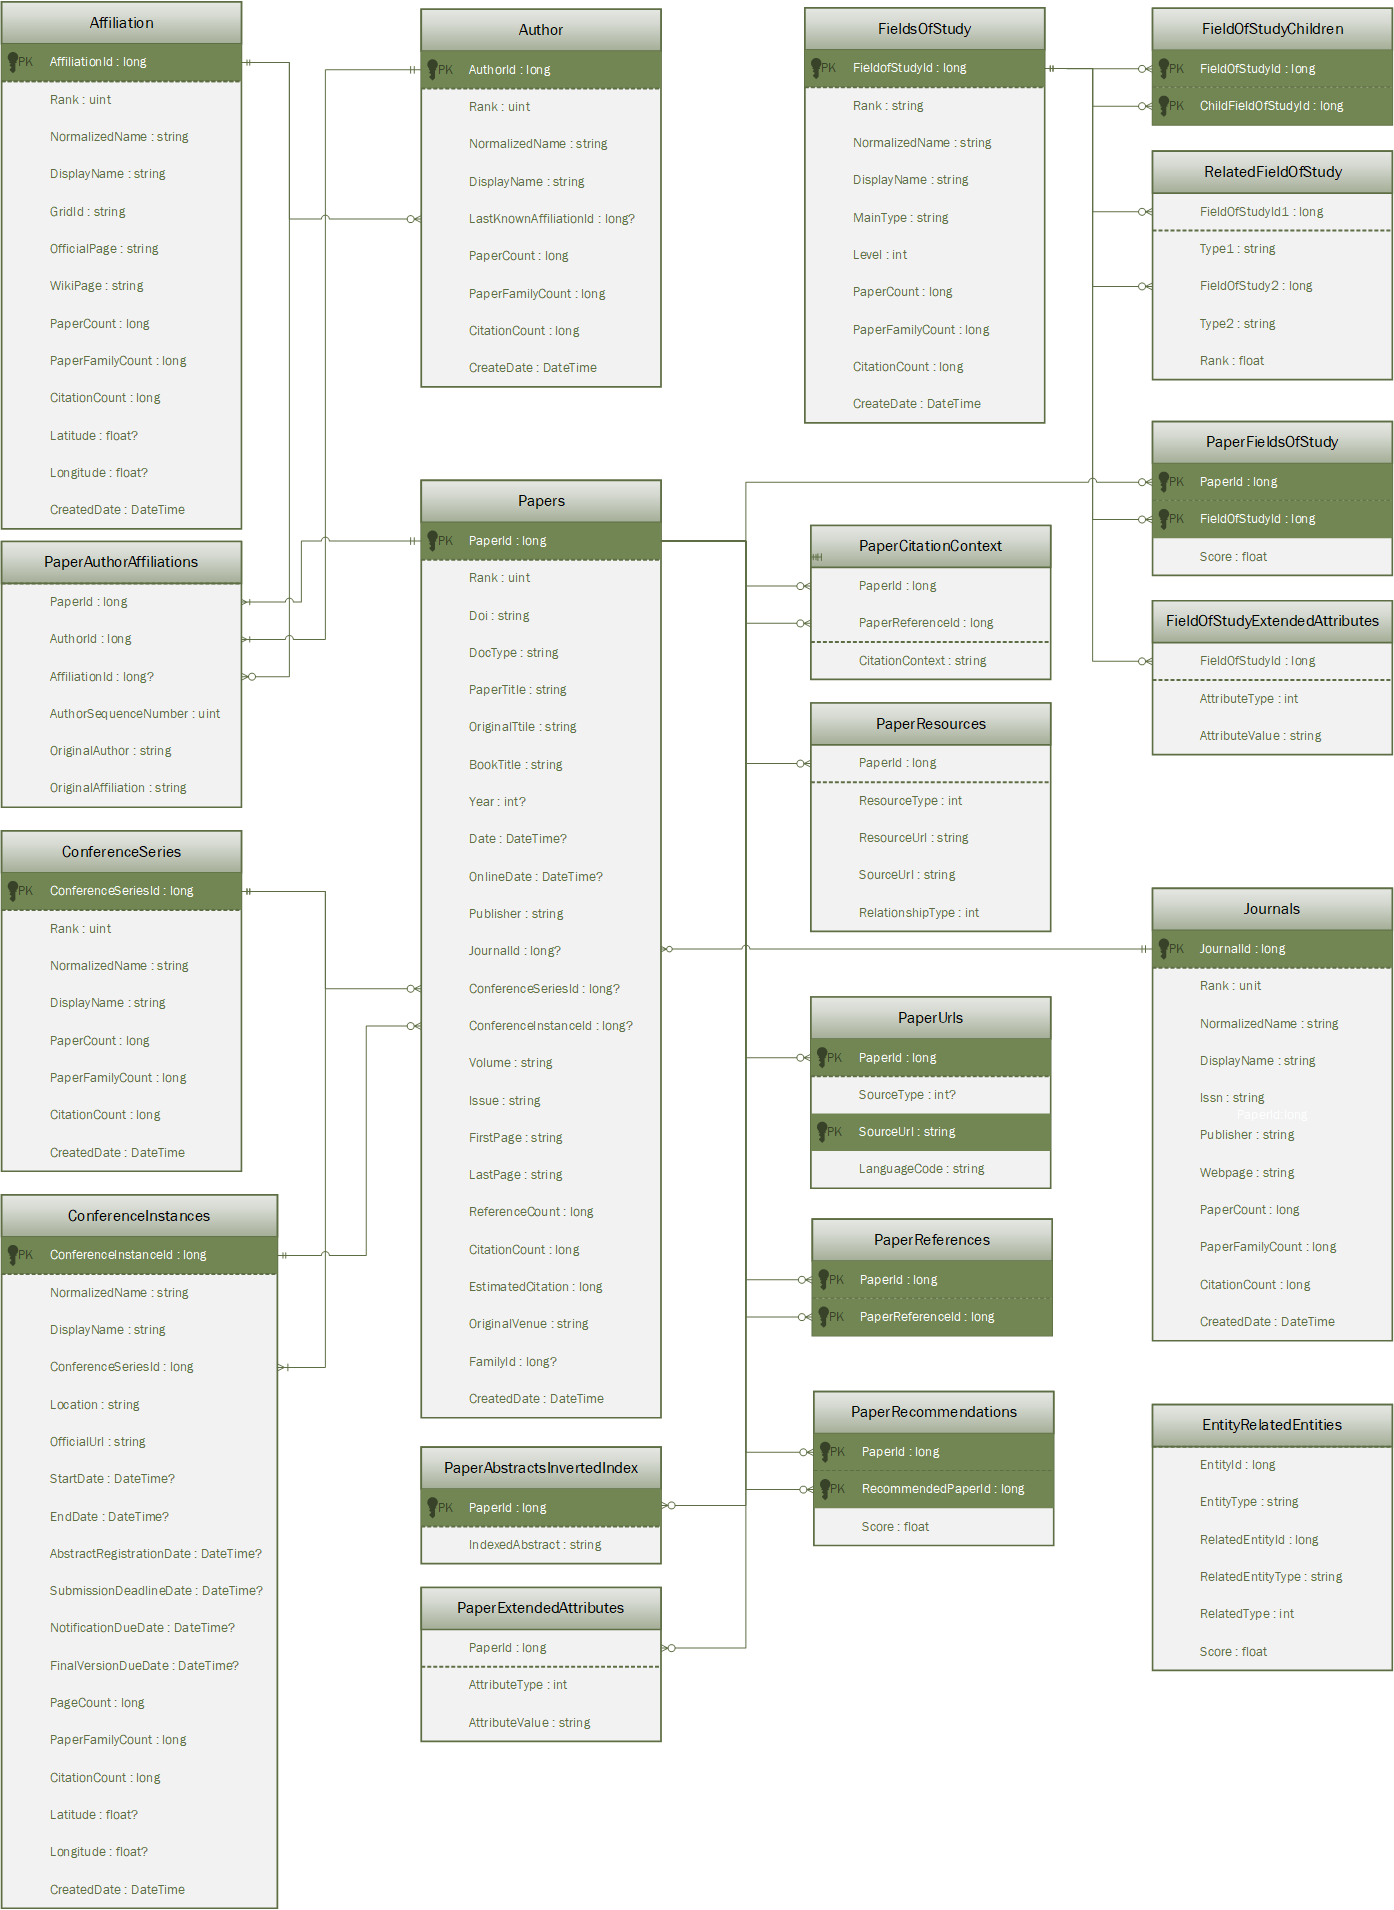 Affiliation
PK AffiliationId : long
Rank : uint
NormalizedName : string
DisplayName : string
GridId : string
OfficialPage : string
WikiPage : string
PaperCount : long
PaperFamilyCount : long
CitationCount : long
Latitude : float?
Longitude : float?
CreatedDate : DateTime
PaperAuthorAffiliations
PaperId : long
AuthorId : long
AffiliationId : long?
AuthorSequenceNumber : uint
OriginalAuthor : string
OriginalAffiliation : string
ConferenceSeries
PK ConferenceSeriesId : long
Rank : uint
NormalizedName : string
DisplayName : string
PaperCount : long
PaperFamilyCount : long
CitationCount : long
CreatedDate : DateTime
ConferenceInstances
PK ConferenceInstanceId : long
NormalizedName : string
DisplayName : string
ConferenceSeriesId : long
Location : string
OfficialUrl : string
StartDate : DateTime?
EndDate : DateTime?
AbstractRegistrationDate : DateTime?
SubmissionDeadlineDate : DateTime?
NotificationDueDate : DateTime?
FinalVersionDueDate : DateTime?
PageCount : long
PaperFamilyCount : long
CitationCount : long
Latitude : float?
Longitude : float?
CreatedDate : DateTime
Author
PK AuthorId : long
Rank : uint
NormalizedName : string
DisplayName : string
LastKnownAffiliationId : long?
PaperCount : long
PaperFamilyCount : long
CitationCount : long
CreateDate : DateTime
Papers
PK PaperId : long
Rank : uint
Doi : string
DocType : string
PaperTitle : string
OriginalTtile : string
BookTitle : string
Year : int?
Date : DateTime?
OnlineDate : DateTime?
Publisher : string
JournalId : long?
ConferenceSeriesId : long?
ConferenceInstanceId : long?
Volume : string
Issue : string
FirstPage : string
LastPage : string
ReferenceCount : long
CitationCount : long
EstimatedCitation : long
OriginalVenue : string
FamilyId : long?
CreatedDate : DateTime
PaperAbstractsInvertedIndex
PK PaperId : long
IndexedAbstract : string
PaperExtendedAttributes
PaperId : long
AttributeType : int
AttributeValue : string
FieldsOfStudy
PK FieldofStudyId : long
Rank : string
NormalizedName : string
DisplayName : string
MainType : string
Level : int
PaperCount : long
PaperFamilyCount : long
CitationCount : long
CreateDate : DateTime
PaperCitationContext
PaperId : long
PaperReferenceId : long
CitationContext : string
PaperResources
PaperId : long
ResourceType : int
ResourceUrl : string
SourceUrl : string
RelationshipType : int
PaperUrls
PK PaperId : long
SourceType : int?
PK SourceUrl : string
LanguageCode : string
PaperReferences
PK PaperId : long
PK PaperReferenceId : long
PaperRecommendations
PK PaperId : long
PK RecommendedPaperId : long
Score : float
FieldOfStudyChildren
PK FieldOfStudyId : long
PK ChildFieldOfStudyId : long
RelatedFieldOfStudy
FieldOfStudyId1 : long
Type1 : string
FieldOfStudy2 : long
Type2 : string
Rank : float
PaperFieldsOfStudy
PK PaperId : long
PK FieldOfStudyId : long
Score : float
FieldOfStudyExtendedAttributes
FieldOfStudyId : long
AttributeType : int
AttributeValue : string
Journals
PK JournalId : long
Rank : unit
NormalizedName : string
DisplayName : string
Issn : string
PaperId:long
Publisher : string
Webpage : string
PaperCount : long
PaperFamilyCount : long
CitationCount : long
CreatedDate : DateTime
EntityRelatedEntities
EntityId : long
EntityType : string
RelatedEntityId : long
RelatedEntityType : string
RelatedType : int
Score : float